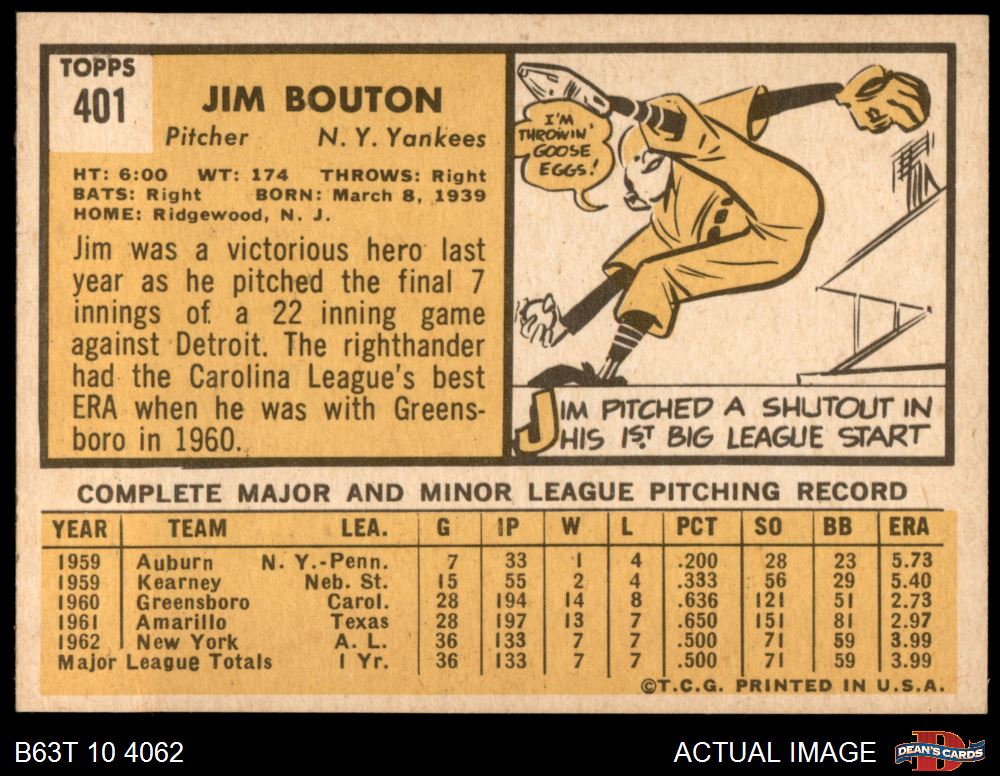 TOPPS
401
JIM BOUTON
Pitcher N. Y. Yankees
HT: 6:00 WT: 174 THROWS: Right
BATS: Right BORN: March 8, 1939
HOME: Ridgewood, N. J.
Jim was a victorious hero last
year as he pitched the final 7
innings of a 22 inning game
against Detroit. The righthander
had the Carolina League's best
ERA when he was with Greens-
boro in 1960.
I'M
THROWIN'
GOOSE
EGGS!
JIM PITCHED A SHUTOUT IN
HIS 1ST BIG LEAGUE START
COMPLETE MAJOR AND MINOR LEAGUE PITCHING RECORD
YEAR TEAM LEA. G IP W L PCT SO BB ERA
1959 Auburn N. Y.-Penn. 7 33 1 4 .200 28 23 5.73
1959 Kearney Neb. St. 15 55 2 4 .333 56 29 5.40
1960 Greensboro Carol. 28 194 14 8 .636 121 51 2.73
1961 Amarillo Texas 28 197 13 7 .650 151 81 2.97
1962 New York A. L. 36 133 7 7 .500 71 59 3.99
Major League Totals 1 Yr. 36 133 7 7 .500 71 59 3.99
©T.C.G. PRINTED IN U.S.A.
B63T 10 4062 ACTUAL IMAGE DEAN'S CARDS